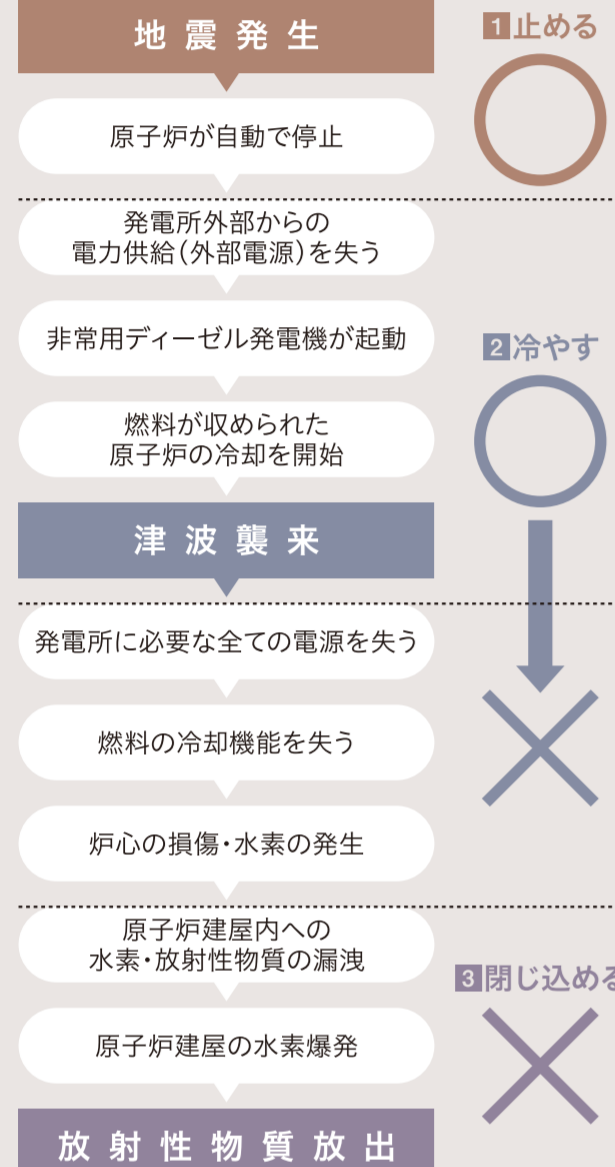 地震発生
1 止める
原子炉が自動で停止
発電所外部からの
電力供給(外部電源)を失う
非常用ディーゼル発電機が起動
2 冷やす
燃料が収められた
原子炉の冷却を開始
津波襲来
発電所に必要な全ての電源を失う
燃料の冷却機能を失う
炉心の損傷・水素の発生
原子炉建屋内への
水素・放射性物質の漏洩
3 閉じ込める
原子炉建屋の水素爆発
放射性物質放出